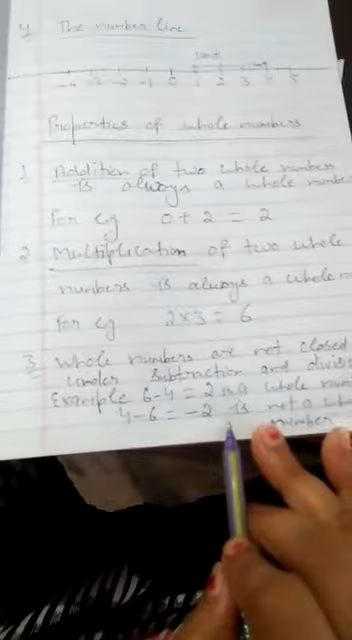 4 The number line
1unit
-4 -3 -2 -1 0 1 2 3 4 5
Properties of whole numbers
1 Addition of two whole numbers
is always a whole number
For eg 0 + 2 = 2
2 Multiplication of two whole
numbers is always a whole
For eg 2×3 = 6
3 Whole numbers are not closed
under subtraction and divis
Example 6-4 = 2 is a whole num
4-6 = -2 is not a wh
number